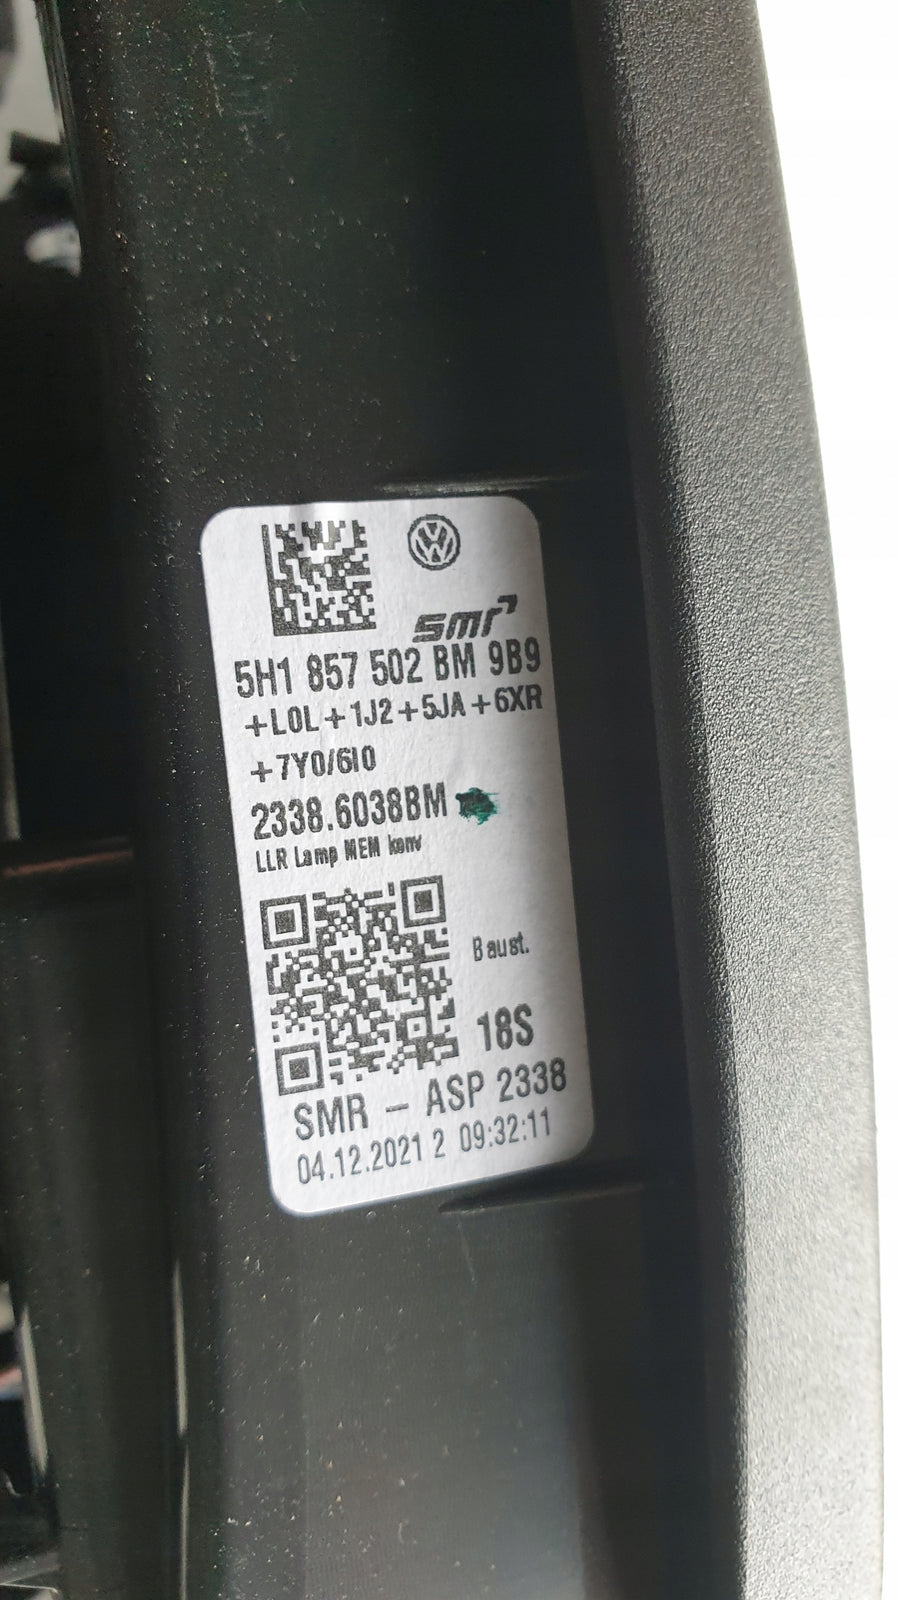 smr
5H1 857 502 BM 9B9
+L0L+1J2+5JA+6XR
+7Y0/6I0
2338.6038BM
LLR Lamp MEM konv
Baust.
18S
SMR - ASP 2338
04.12.2021 2 09:32:11